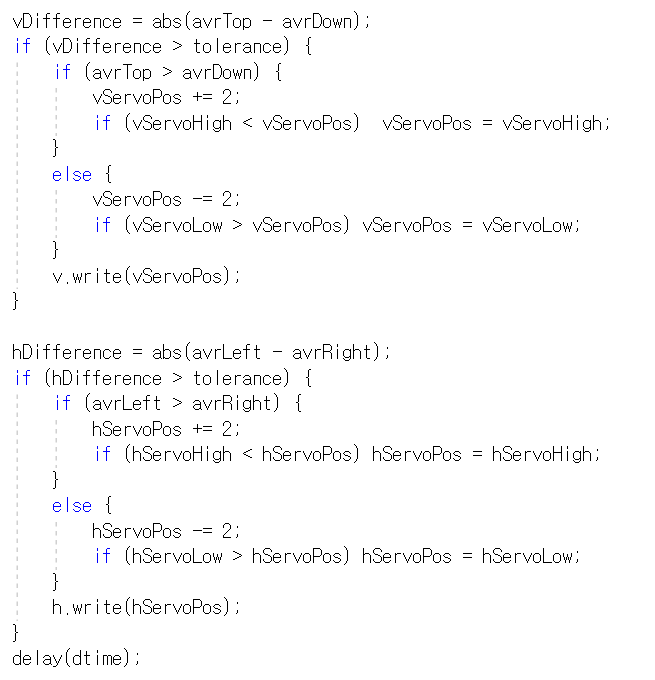 vDifference = abs(avrTop - avrDown);
if (vDifference > tolerance) {
    if (avrTop > avrDown) {
        vServoPos += 2;
        if (vServoHigh < vServoPos)  vServoPos = vServoHigh;
    }
    else {
        vServoPos -= 2;
        if (vServoLow > vServoPos) vServoPos = vServoLow;
    }
    v.write(vServoPos);
}

hDifference = abs(avrLeft - avrRight);
if (hDifference > tolerance) {
    if (avrLeft > avrRight) {
        hServoPos += 2;
        if (hServoHigh < hServoPos) hServoPos = hServoHigh;
    }
    else {
        hServoPos -= 2;
        if (hServoLow > hServoPos) hServoPos = hServoLow;
    }
    h.write(hServoPos);
}
delay(dtime);